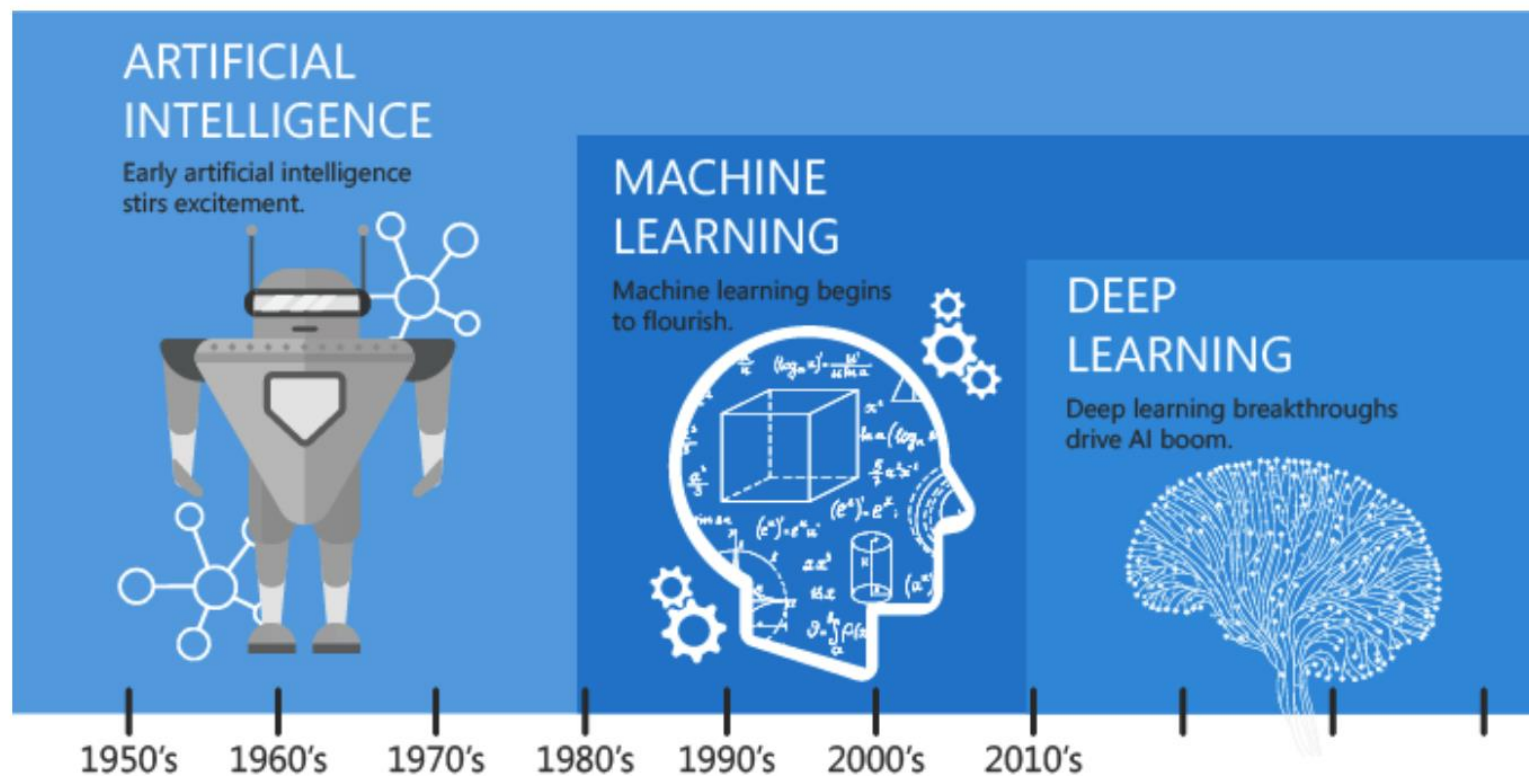 ARTIFICIAL
INTELLIGENCE
Early artificial intelligence
stirs excitement.
MACHINE
LEARNING
Machine learning begins
to flourish.
DEEP
LEARNING
Deep learning breakthroughs
drive AI boom.
1950's 1960's 1970's 1980's 1990's 2000's 2010's